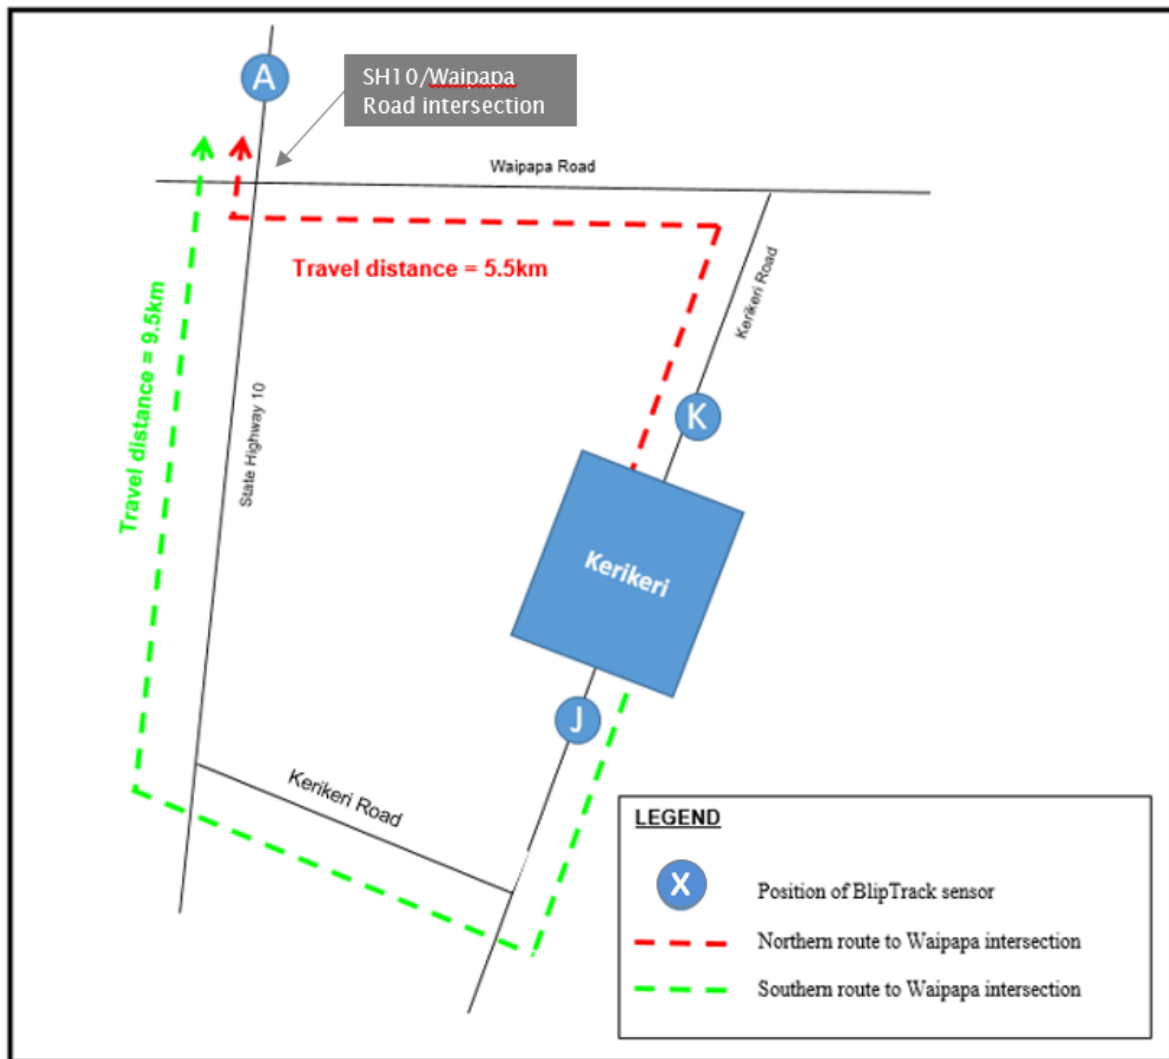 A
SH10/Waipapa
Road intersection
Waipapa Road
Travel distance = 5.5km
Kerikeri Road
Travel distance = 9.5km
State Highway 10
K
Kerikeri
J
Kerikeri Road
LEGEND
X Position of BlipTrack sensor
Northern route to Waipapa intersection
Southern route to Waipapa intersection